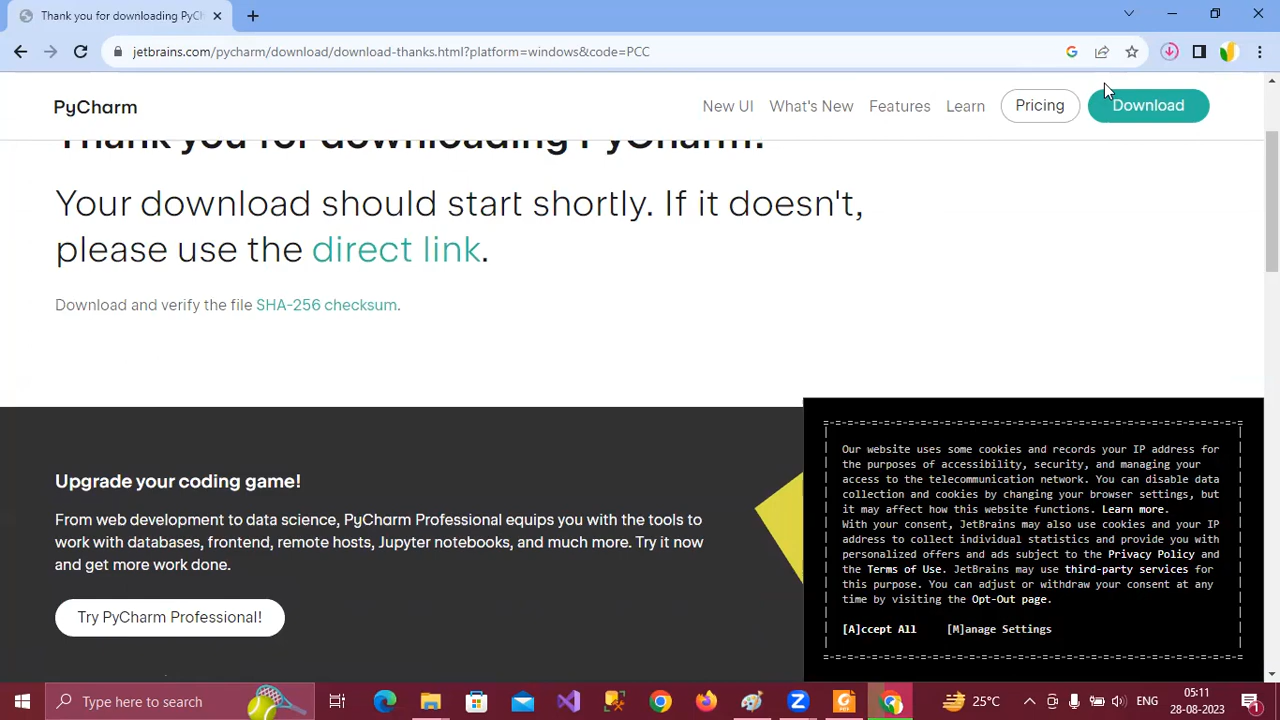 Thank you for downloading PyCh
jetbrains.com/pycharm/download/download-thanks.html?platform=windows&code=PCC
PyCharm
New UI
What's New
Features
Learn
Pricing
Download
Thank you for downloading PyCharm!
Your download should start shortly. If it doesn't,
please use the direct link.
Download and verify the file SHA-256 checksum.
Upgrade your coding game!
From web development to data science, PyCharm Professional equips you with the tools to
work with databases, frontend, remote hosts, Jupyter notebooks, and much more. Try it now
and get more work done.
Try PyCharm Professional!
Our website uses some cookies and records your IP address for
the purposes of accessibility, security, and managing your
access to the telecommunication network. You can disable data
collection and cookies by changing your browser settings, but
it may affect how this website functions. Learn more.
With your consent, JetBrains may also use cookies and your IP
address to collect individual statistics and provide you with
personalized offers and ads subject to the Privacy Policy and
the Terms of Use. JetBrains may use third-party services for
this purpose. You can adjust or withdraw your consent at any
time by visiting the Opt-Out page.
[A]ccept All
[M]anage Settings
Type here to search
25°C
ENG
05:11
28-08-2023
1